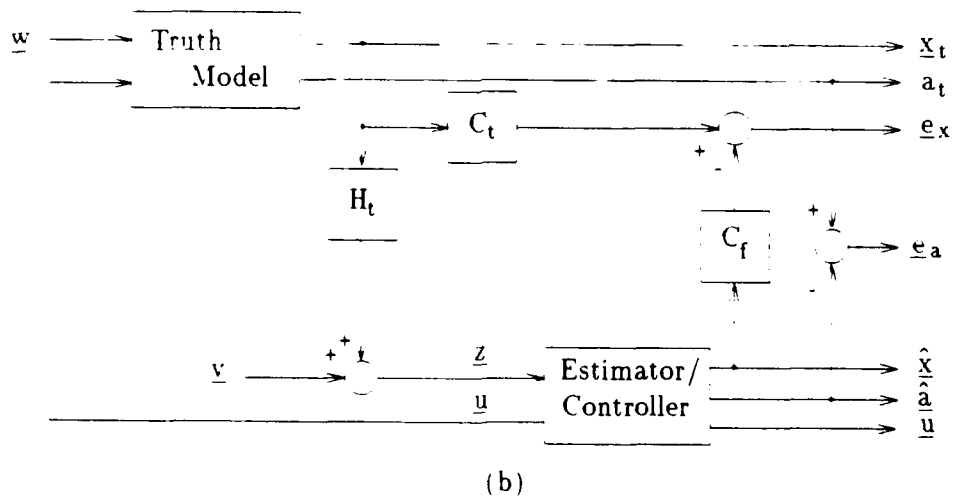 w
Truth
Model
x_t
a_t
C_t
e_x
+
-
H_t
C_f
+
-
e_a
+
+
v
z
u
Estimator/
Controller
x̂
â
u
(b)